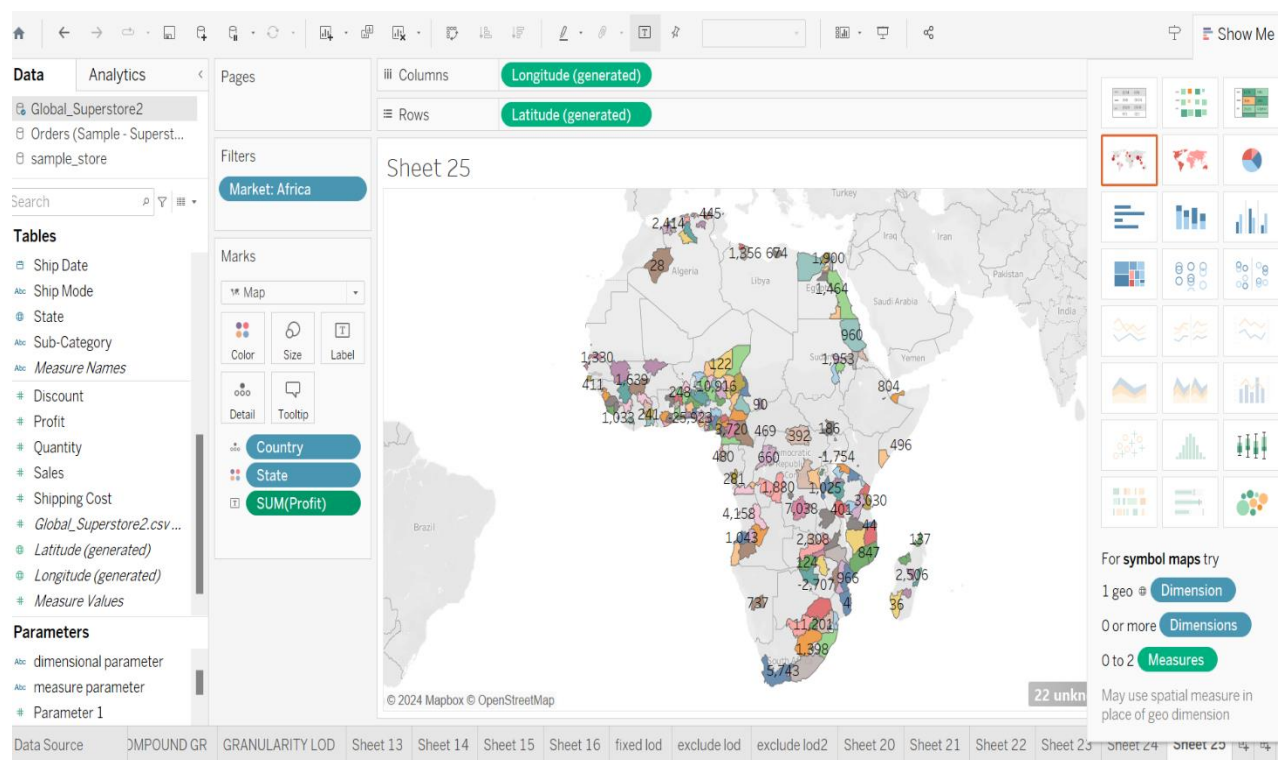 Show Me
Data
Analytics
Pages
iii Columns
Longitude (generated)
Rows
Latitude (generated)
Global_Superstore2
Orders (Sample - Superst...
sample_store
Search
Filters
Market: Africa
Sheet 25
Tables
Ship Date
Abc Ship Mode
State
Abc Sub-Category
Abc Measure Names
# Discount
# Profit
# Quantity
# Sales
# Shipping Cost
# Global_Superstore2.csv ...
Latitude (generated)
Longitude (generated)
# Measure Values
Parameters
Abc dimensional parameter
Abc measure parameter
# Parameter 1
Marks
Map
Color
Size
Label
Detail
Tooltip
Country
State
SUM(Profit)
Turkey
Iraq
Iran
Pakistan
India
Algeria
Libya
Saudi Arabia
Yemen
Brazil
445
2,414
1,356
1,900
28
1,464
960
1,953
1,330
122
411
1,639
248
10,916
804
1,033
241
25,923
90
3,720
469
392
186
496
480
660
-1,754
281
1,880
1,025
4,158
7,038
401
3,030
1,043
2,308
44
137
124
847
-2,707
966
2,506
737
4
36
11,201
1,398
5,743
© 2024 Mapbox © OpenStreetMap
22 unkn
For symbol maps try
1 geo Dimension
0 or more Dimensions
0 to 2 Measures
May use spatial measure in
place of geo dimension
Data Source
OMPOUND GR
GRANULARITY LOD
Sheet 13
Sheet 14
Sheet 15
Sheet 16
fixed lod
exclude lod
exclude lod2
Sheet 20
Sheet 21
Sheet 22
Sheet 23
Sheet 24
Sheet 25